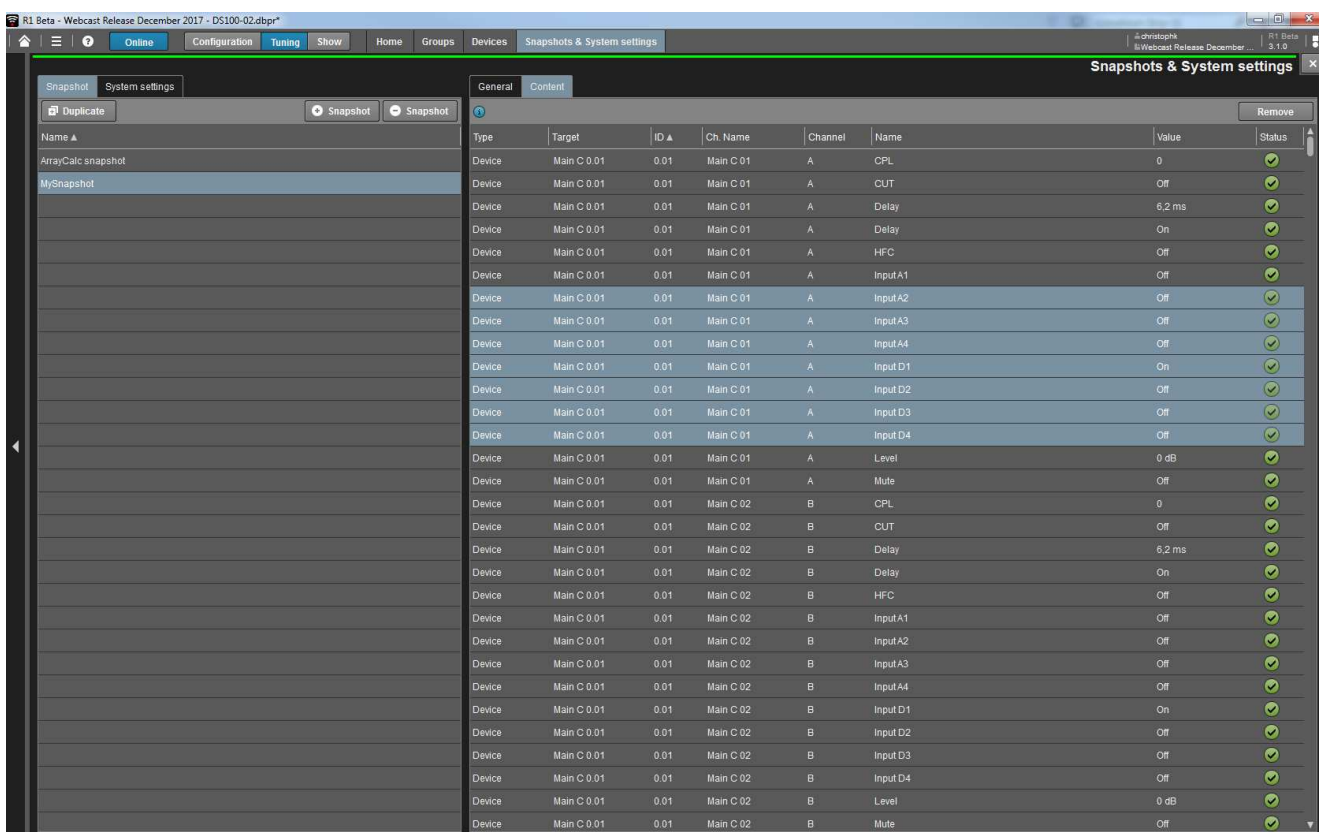 R1 Beta - Webcast Release December 2017 - DS100-02.dbpr*
Online Configuration Tuning Show Home Groups Devices Snapshots & System settings christophk R1 Beta
Webcast Release December ... 3.1.0
Snapshots & System settings
Snapshot System settings General Content
Duplicate Snapshot Snapshot Remove
Name Type Target ID Ch. Name Channel Name Value Status
ArrayCalc snapshot Device Main C 0.01 0.01 Main C 01 A CPL 0
MySnapshot Device Main C 0.01 0.01 Main C 01 A CUT Off
Device Main C 0.01 0.01 Main C 01 A Delay 6,2 ms
Device Main C 0.01 0.01 Main C 01 A Delay On
Device Main C 0.01 0.01 Main C 01 A HFC Off
Device Main C 0.01 0.01 Main C 01 A Input A1 Off
Device Main C 0.01 0.01 Main C 01 A Input A2 Off
Device Main C 0.01 0.01 Main C 01 A Input A3 Off
Device Main C 0.01 0.01 Main C 01 A Input A4 Off
Device Main C 0.01 0.01 Main C 01 A Input D1 On
Device Main C 0.01 0.01 Main C 01 A Input D2 Off
Device Main C 0.01 0.01 Main C 01 A Input D3 Off
Device Main C 0.01 0.01 Main C 01 A Input D4 Off
Device Main C 0.01 0.01 Main C 01 A Level 0 dB
Device Main C 0.01 0.01 Main C 01 A Mute Off
Device Main C 0.01 0.01 Main C 02 B CPL 0
Device Main C 0.01 0.01 Main C 02 B CUT Off
Device Main C 0.01 0.01 Main C 02 B Delay 6,2 ms
Device Main C 0.01 0.01 Main C 02 B Delay On
Device Main C 0.01 0.01 Main C 02 B HFC Off
Device Main C 0.01 0.01 Main C 02 B Input A1 Off
Device Main C 0.01 0.01 Main C 02 B Input A2 Off
Device Main C 0.01 0.01 Main C 02 B Input A3 Off
Device Main C 0.01 0.01 Main C 02 B Input A4 Off
Device Main C 0.01 0.01 Main C 02 B Input D1 On
Device Main C 0.01 0.01 Main C 02 B Input D2 Off
Device Main C 0.01 0.01 Main C 02 B Input D3 Off
Device Main C 0.01 0.01 Main C 02 B Input D4 Off
Device Main C 0.01 0.01 Main C 02 B Level 0 dB
Device Main C 0.01 0.01 Main C 02 B Mute Off